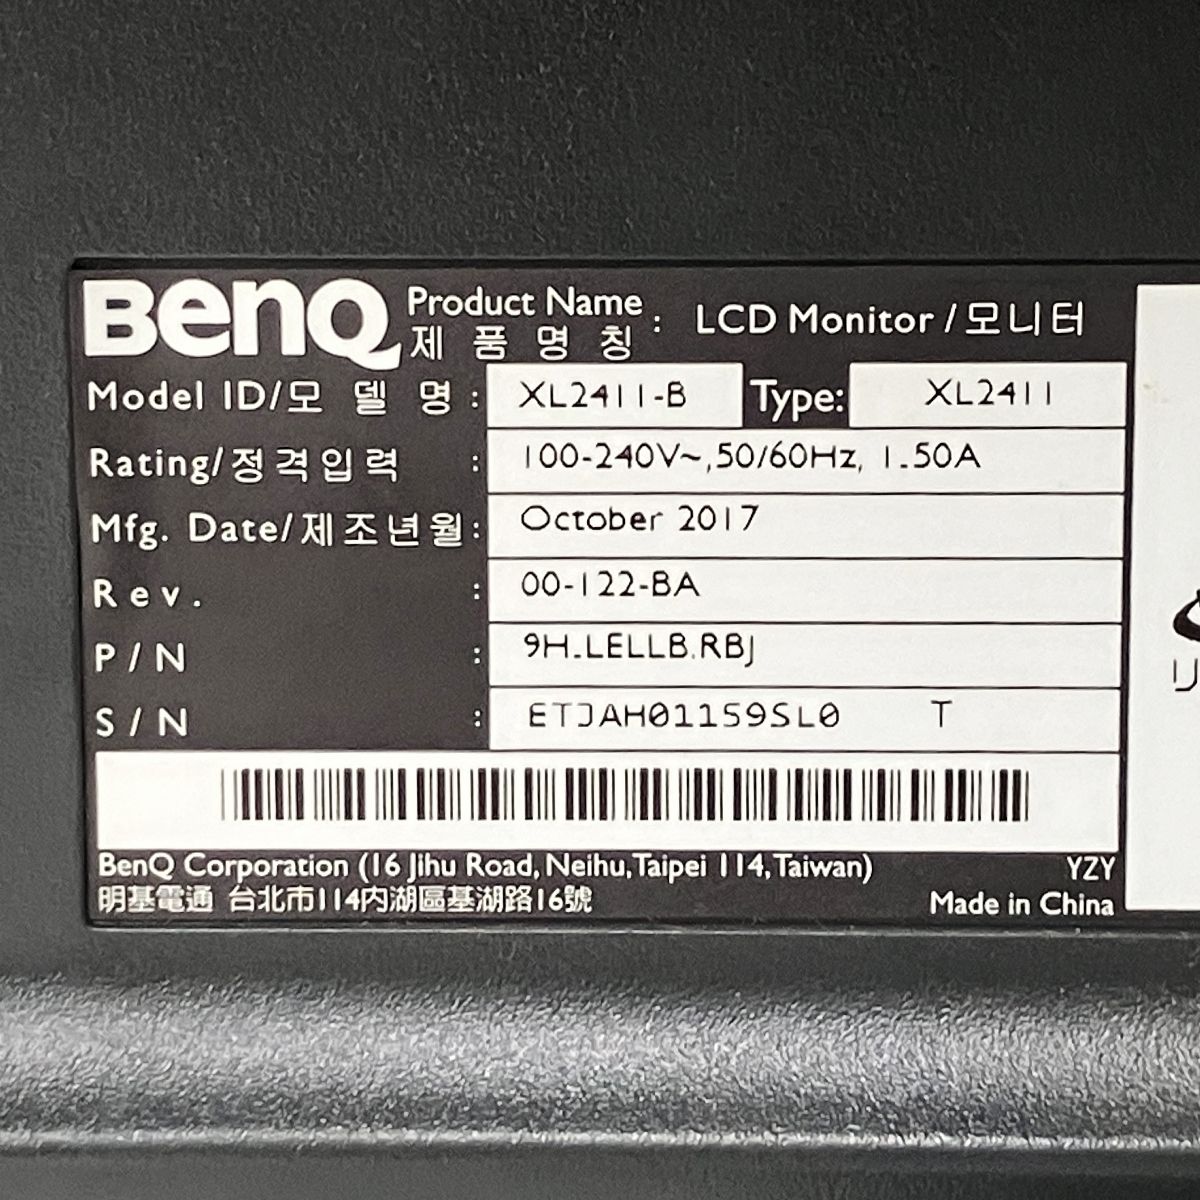 BenQ Product Name 제 품 명 칭 : LCD Monitor / 모니터
Model ID/모 델 명 : XL2411-B Type: XL2411
Rating/정격입력 : 100-240V~,50/60Hz, 1.50A
Mfg. Date/제조년월 : October 2017
Rev. : 00-122-BA
P/N : 9H.LELLB.RBJ
S/N : ETJAH01159SL0 T
BenQ Corporation (16 Jihu Road, Neihu, Taipei 114, Taiwan) YZY
明基電通 台北市114內湖區基湖路16號 Made in China